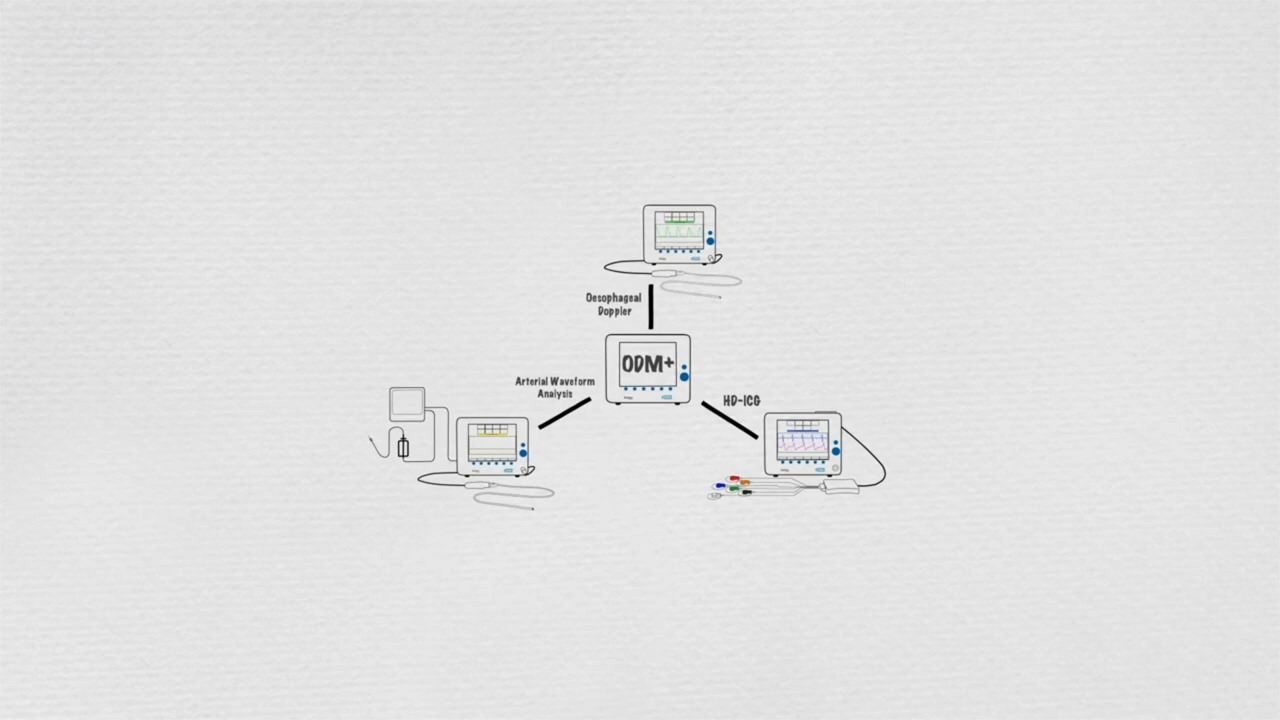 Oesophageal
Doppler
ODM+
Arterial Waveform
Analysis
HD-ICG